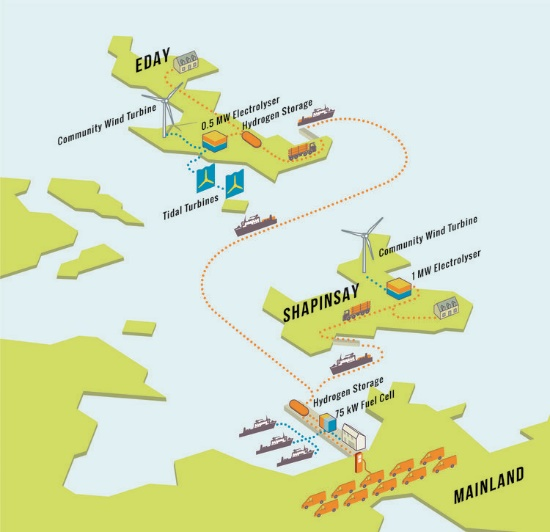 EDAY
Community Wind Turbine
0.5 MW Electrolyser
Hydrogen Storage
Tidal Turbines
Community Wind Turbine
1 MW Electrolyser
SHAPINSAY
Hydrogen Storage
75 kW Fuel Cell
MAINLAND